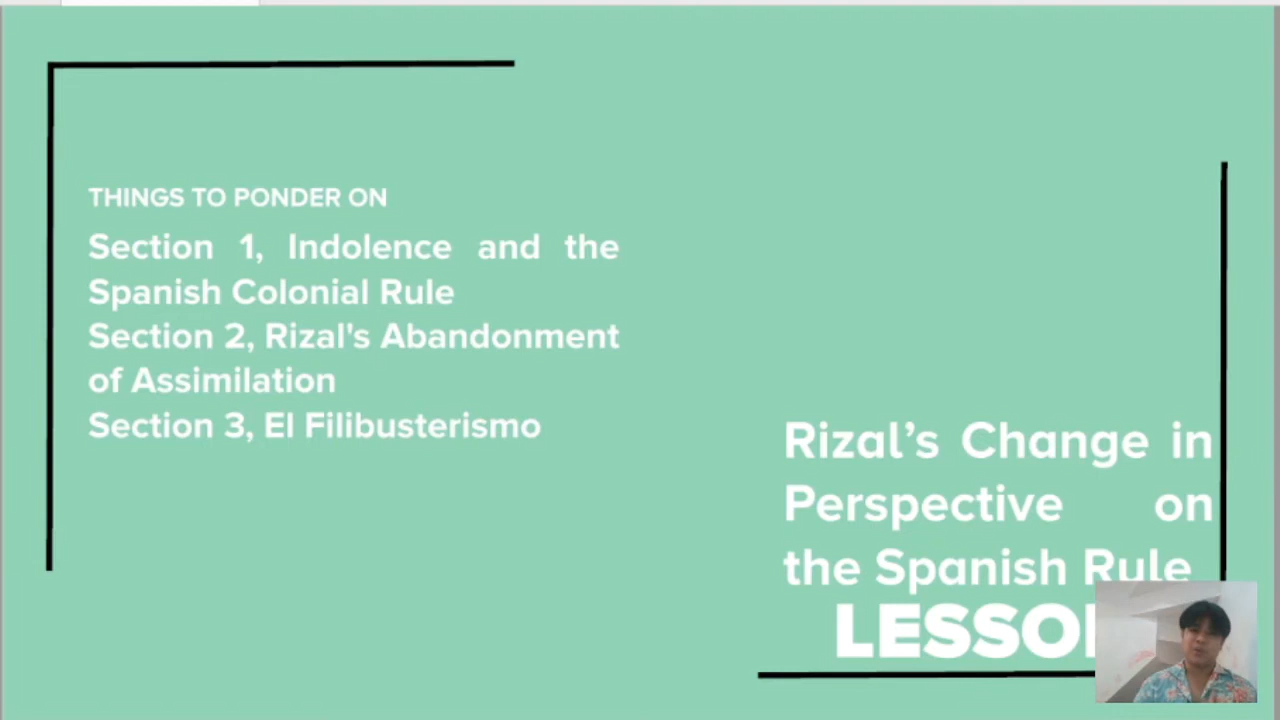 THINGS TO PONDER ON
Section 1, Indolence and the
Spanish Colonial Rule
Section 2, Rizal's Abandonment
of Assimilation
Section 3, El Filibusterismo
Rizal’s Change in
Perspective on
the Spanish Rule